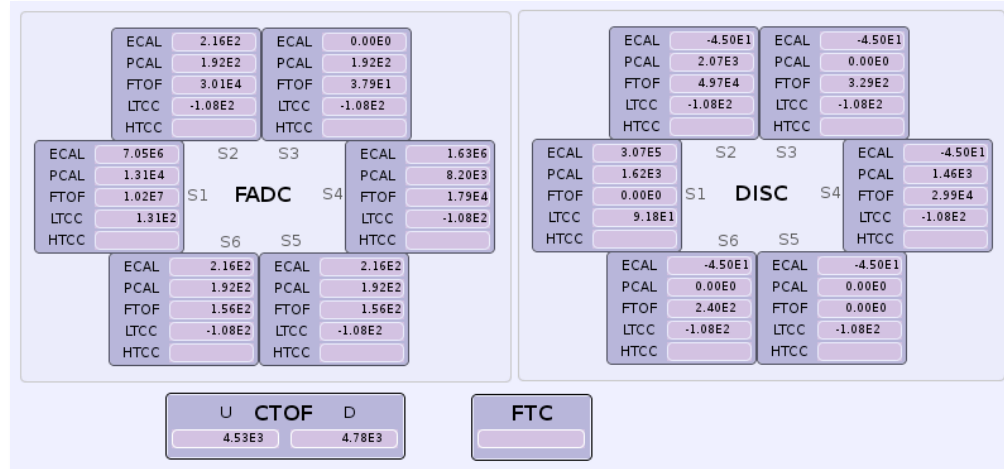 ECAL 2.16E2 ECAL 0.00E0
PCAL 1.92E2 PCAL 1.92E2
FTOF 3.01E4 FTOF 3.79E1
LTCC -1.08E2 LTCC -1.08E2
HTCC HTCC
ECAL 7.05E6 S2 S3 ECAL 1.63E6
PCAL 1.31E4 PCAL 8.20E3
FTOF 1.02E7 S1 FADC S4 FTOF 1.79E4
LTCC 1.31E2 LTCC -1.08E2
HTCC S6 S5 HTCC
ECAL 2.16E2 ECAL 2.16E2
PCAL 1.92E2 PCAL 1.92E2
FTOF 1.56E2 FTOF 1.56E2
LTCC -1.08E2 LTCC -1.08E2
HTCC HTCC
ECAL -4.50E1 ECAL -4.50E1
PCAL 2.07E3 PCAL 0.00E0
FTOF 4.97E4 FTOF 3.29E2
LTCC -1.08E2 LTCC -1.08E2
HTCC HTCC
ECAL 3.07E5 S2 S3 ECAL -4.50E1
PCAL 1.62E3 PCAL 1.46E3
FTOF 0.00E0 S1 DISC S4 FTOF 2.99E4
LTCC 9.18E1 LTCC -1.08E2
HTCC S6 S5 HTCC
ECAL -4.50E1 ECAL -4.50E1
PCAL 0.00E0 PCAL 0.00E0
FTOF 2.40E2 FTOF 0.00E0
LTCC -1.08E2 LTCC -1.08E2
HTCC HTCC
U CTOF D
4.53E3 4.78E3
FTC